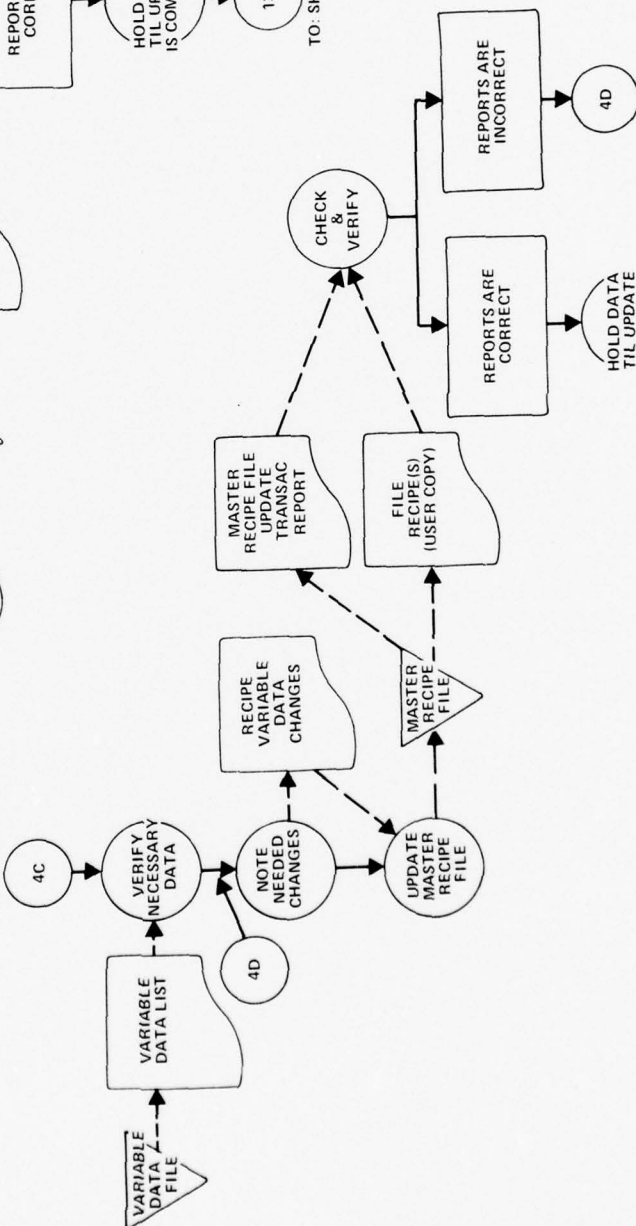 4C
VARIABLE
DATA
FILE
VARIABLE
DATA LIST
VERIFY
NECESSARY
DATA
4D
NOTE
NEEDED
CHANGES
RECIPE
VARIABLE
DATA
CHANGES
UPDATE
MASTER
RECIPE
FILE
MASTER
RECIPE
FILE
MASTER
RECIPE FILE
UPDATE
TRANSAC
REPORT
FILE
RECIPE(S)
(USER COPY)
CHECK
&
VERIFY
REPORTS ARE
CORRECT
REPORTS ARE
INCORRECT
HOLD DATA
TIL UPDATE
4D
HOLD
TO: